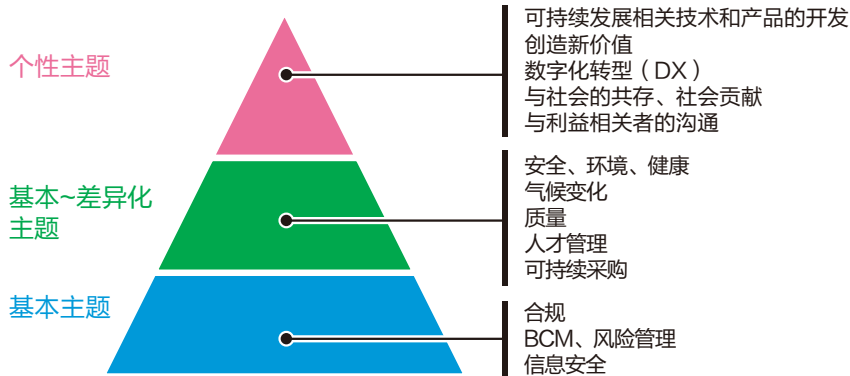 个性主题
可持续发展相关技术和产品的开发
创造新价值
数字化转型（DX）
与社会的共存、社会贡献
与利益相关者的沟通
基本~差异化
主题
安全、环境、健康
气候变化
质量
人才管理
可持续采购
基本主题
合规
BCM、风险管理
信息安全